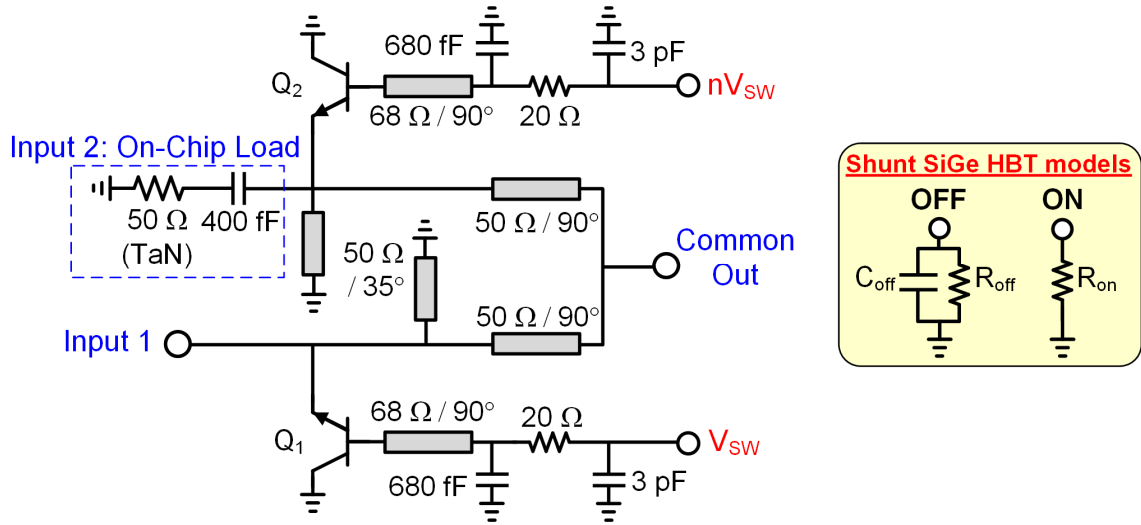 680 fF
3 pF
Q2
nVSW
68 Ω / 90°
20 Ω
Input 2: On-Chip Load
50 Ω
(TaN)
400 fF
50 Ω / 90°
50 Ω
/ 35°
Common
Out
50 Ω / 90°
Input 1
68 Ω / 90°
20 Ω
Q1
VSW
680 fF
3 pF
Shunt SiGe HBT models
OFF
ON
Coff
Roff
Ron